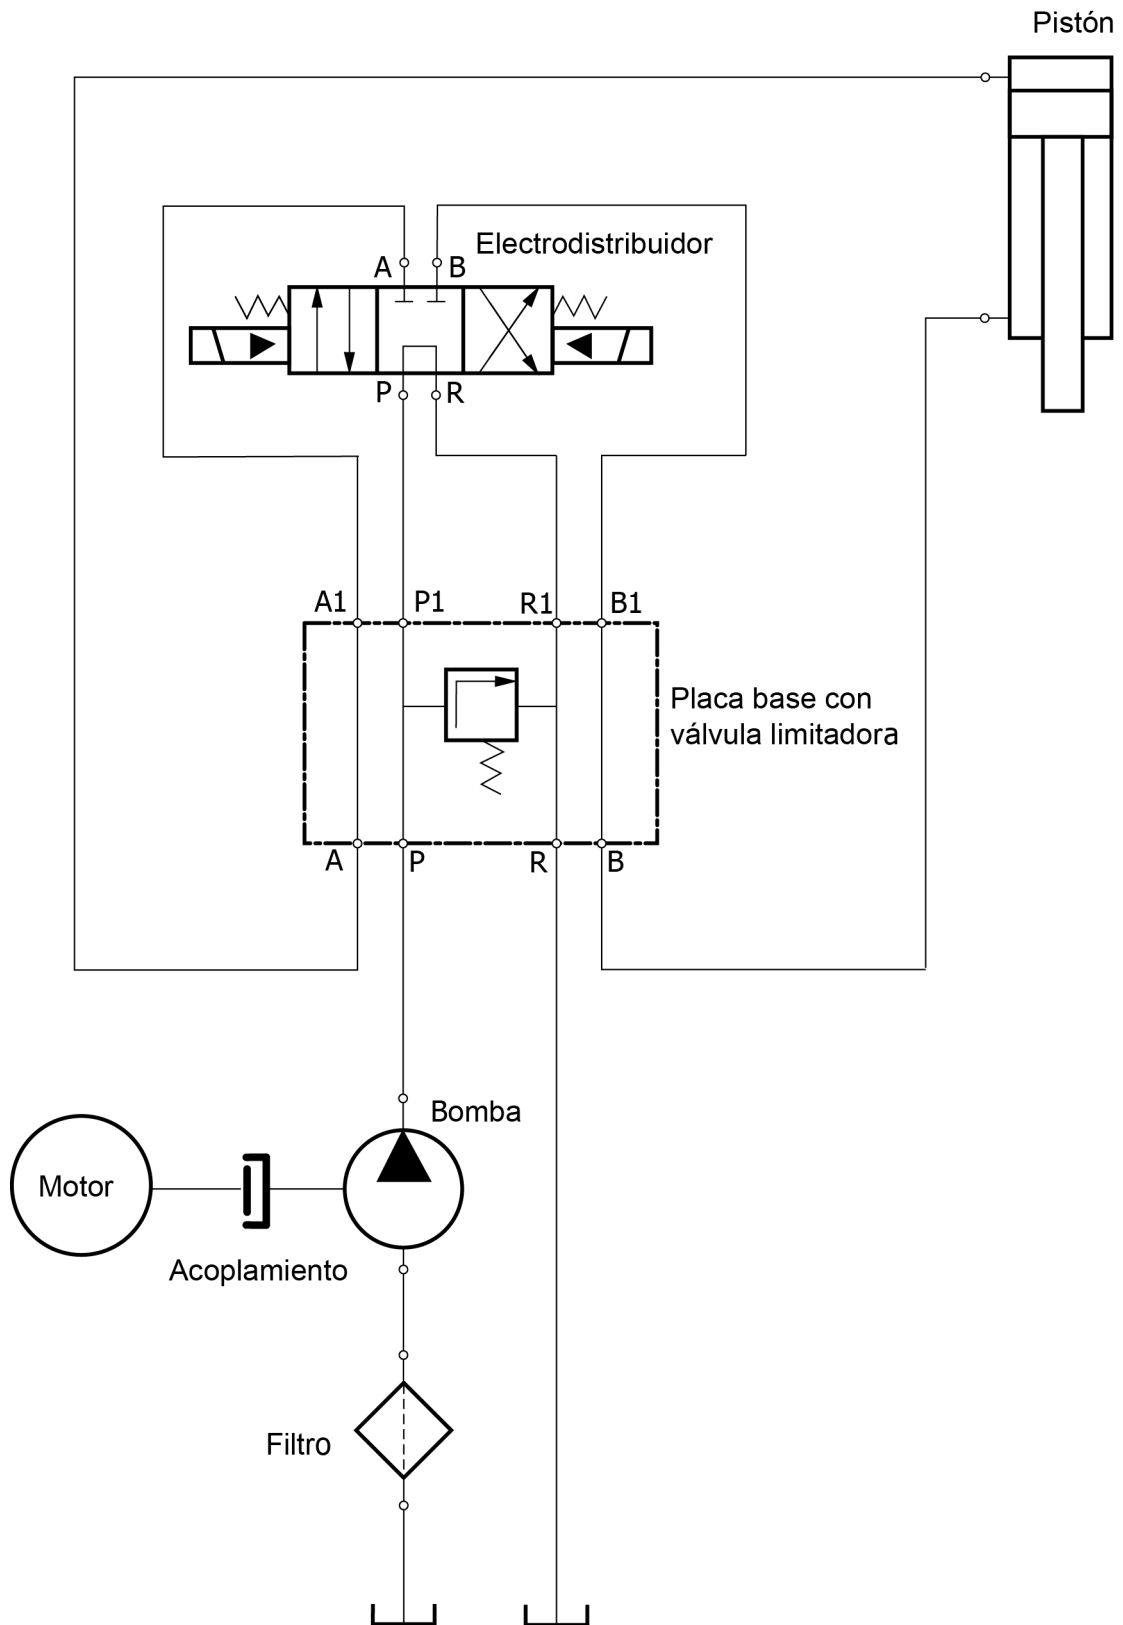 Pistón
Electrodistribuidor
A B
P R
A1 P1 R1 B1
Placa base con
válvula limitadora
A P R B
Bomba
Motor
Acoplamiento
Filtro